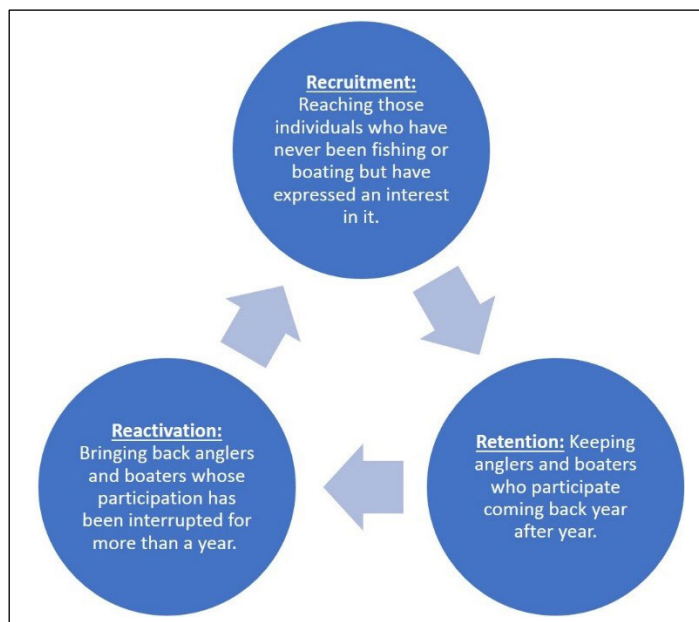 Recruitment:
Reaching those
individuals who have
never been fishing or
boating but have
expressed an interest
in it.
Retention: Keeping
anglers and boaters
who participate
coming back year
after year.
Reactivation:
Bringing back anglers
and boaters whose
participation has
been interrupted for
more than a year.